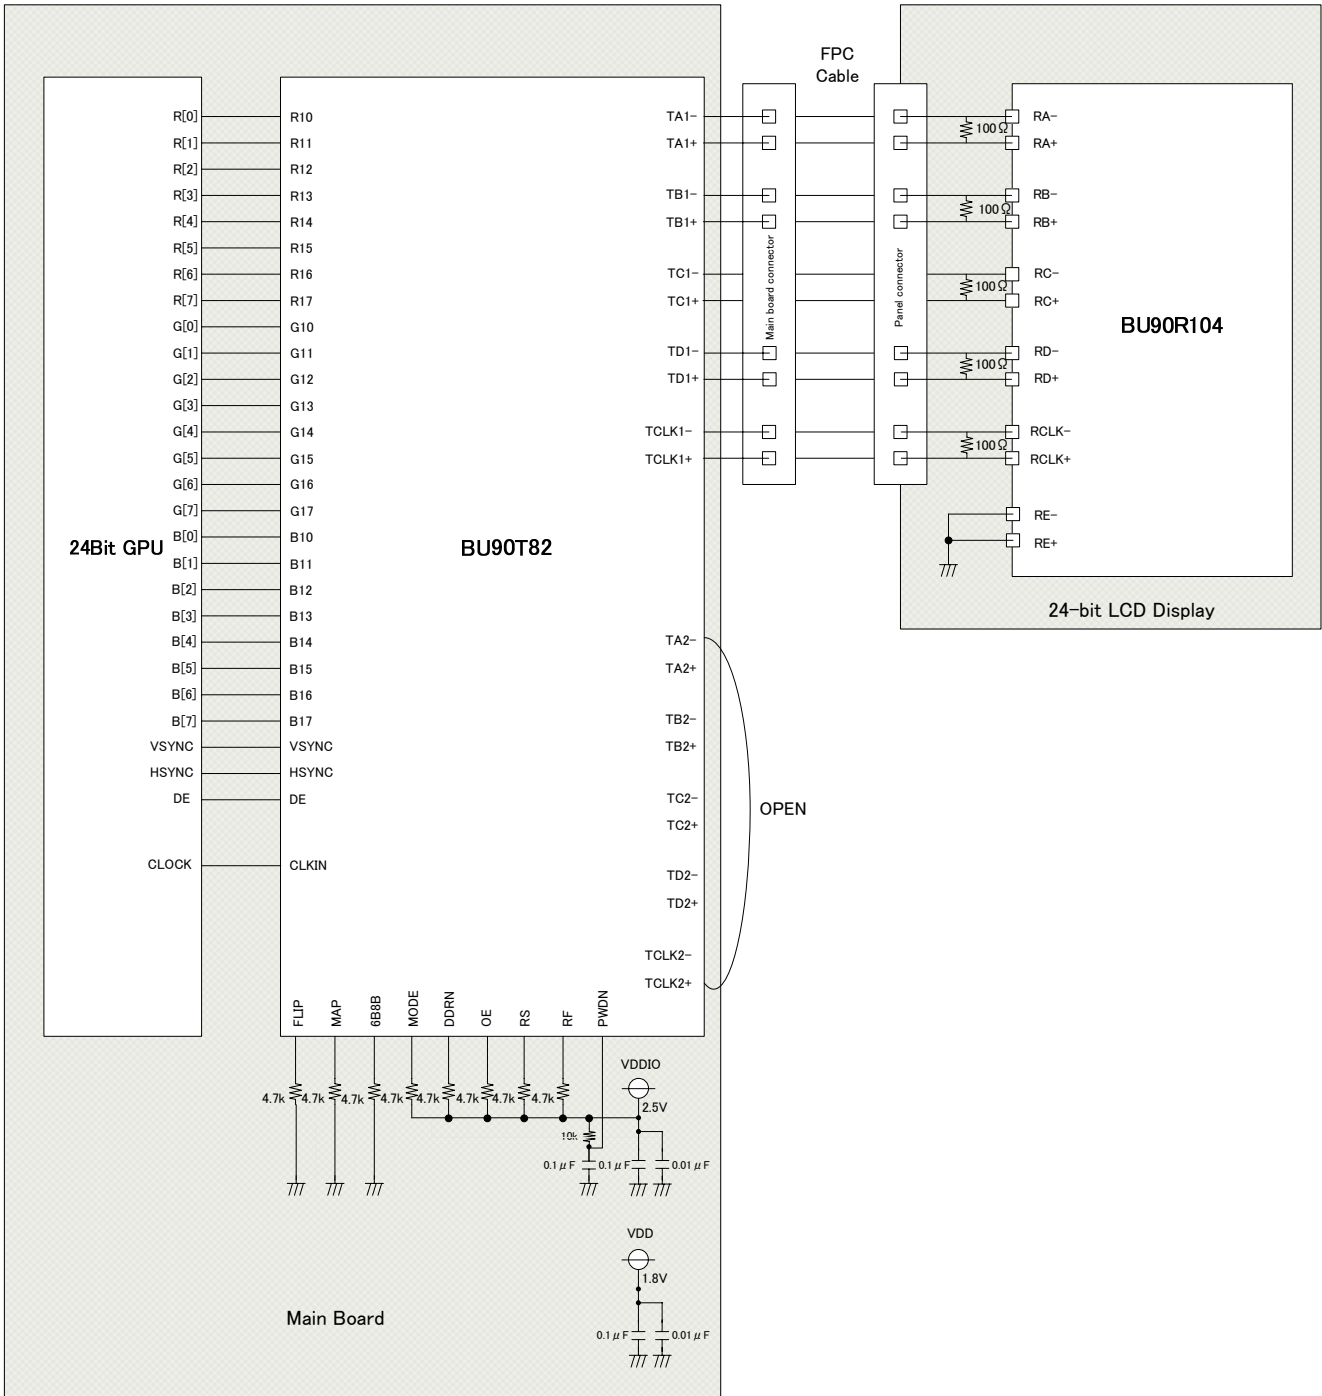 FPC
Cable
R[0] R10 TA1- RA-
100Ω
R[1] R11 TA1+ RA+
R[2] R12
R[3] R13 TB1- RB-
100Ω
R[4] R14 TB1+ RB+
R[5] R15
R[6] R16 TC1- RC-
100Ω
R[7] R17 TC1+ RC+
Main board connector
Panel connector
G[0] G10
BU90R104
G[1] G11 TD1- RD-
100Ω
G[2] G12 TD1+ RD+
G[3] G13
G[4] G14 TCLK1- RCLK-
100Ω
G[5] G15 TCLK1+ RCLK+
G[6] G16
G[7] G17 RE-
B[0] B10 RE+
24Bit GPU BU90T82
B[1] B11
B[2] B12
24-bit LCD Display
B[3] B13
B[4] B14 TA2-
B[5] B15 TA2+
B[6] B16
B[7] B17 TB2-
VSYNC VSYNC TB2+
HSYNC HSYNC
DE DE TC2-
OPEN
TC2+
CLOCK CLKIN
TD2-
TD2+
TCLK2-
TCLK2+
FLIP MAP 6B8B MODE DDRN OE RS RF PWDN
VDDIO
4.7k 4.7k 4.7k 4.7k 4.7k 4.7k 4.7k 4.7k
2.5V
10k
0.1μF 0.1μF 0.01μF
VDD
1.8V
Main Board
0.1μF 0.01μF